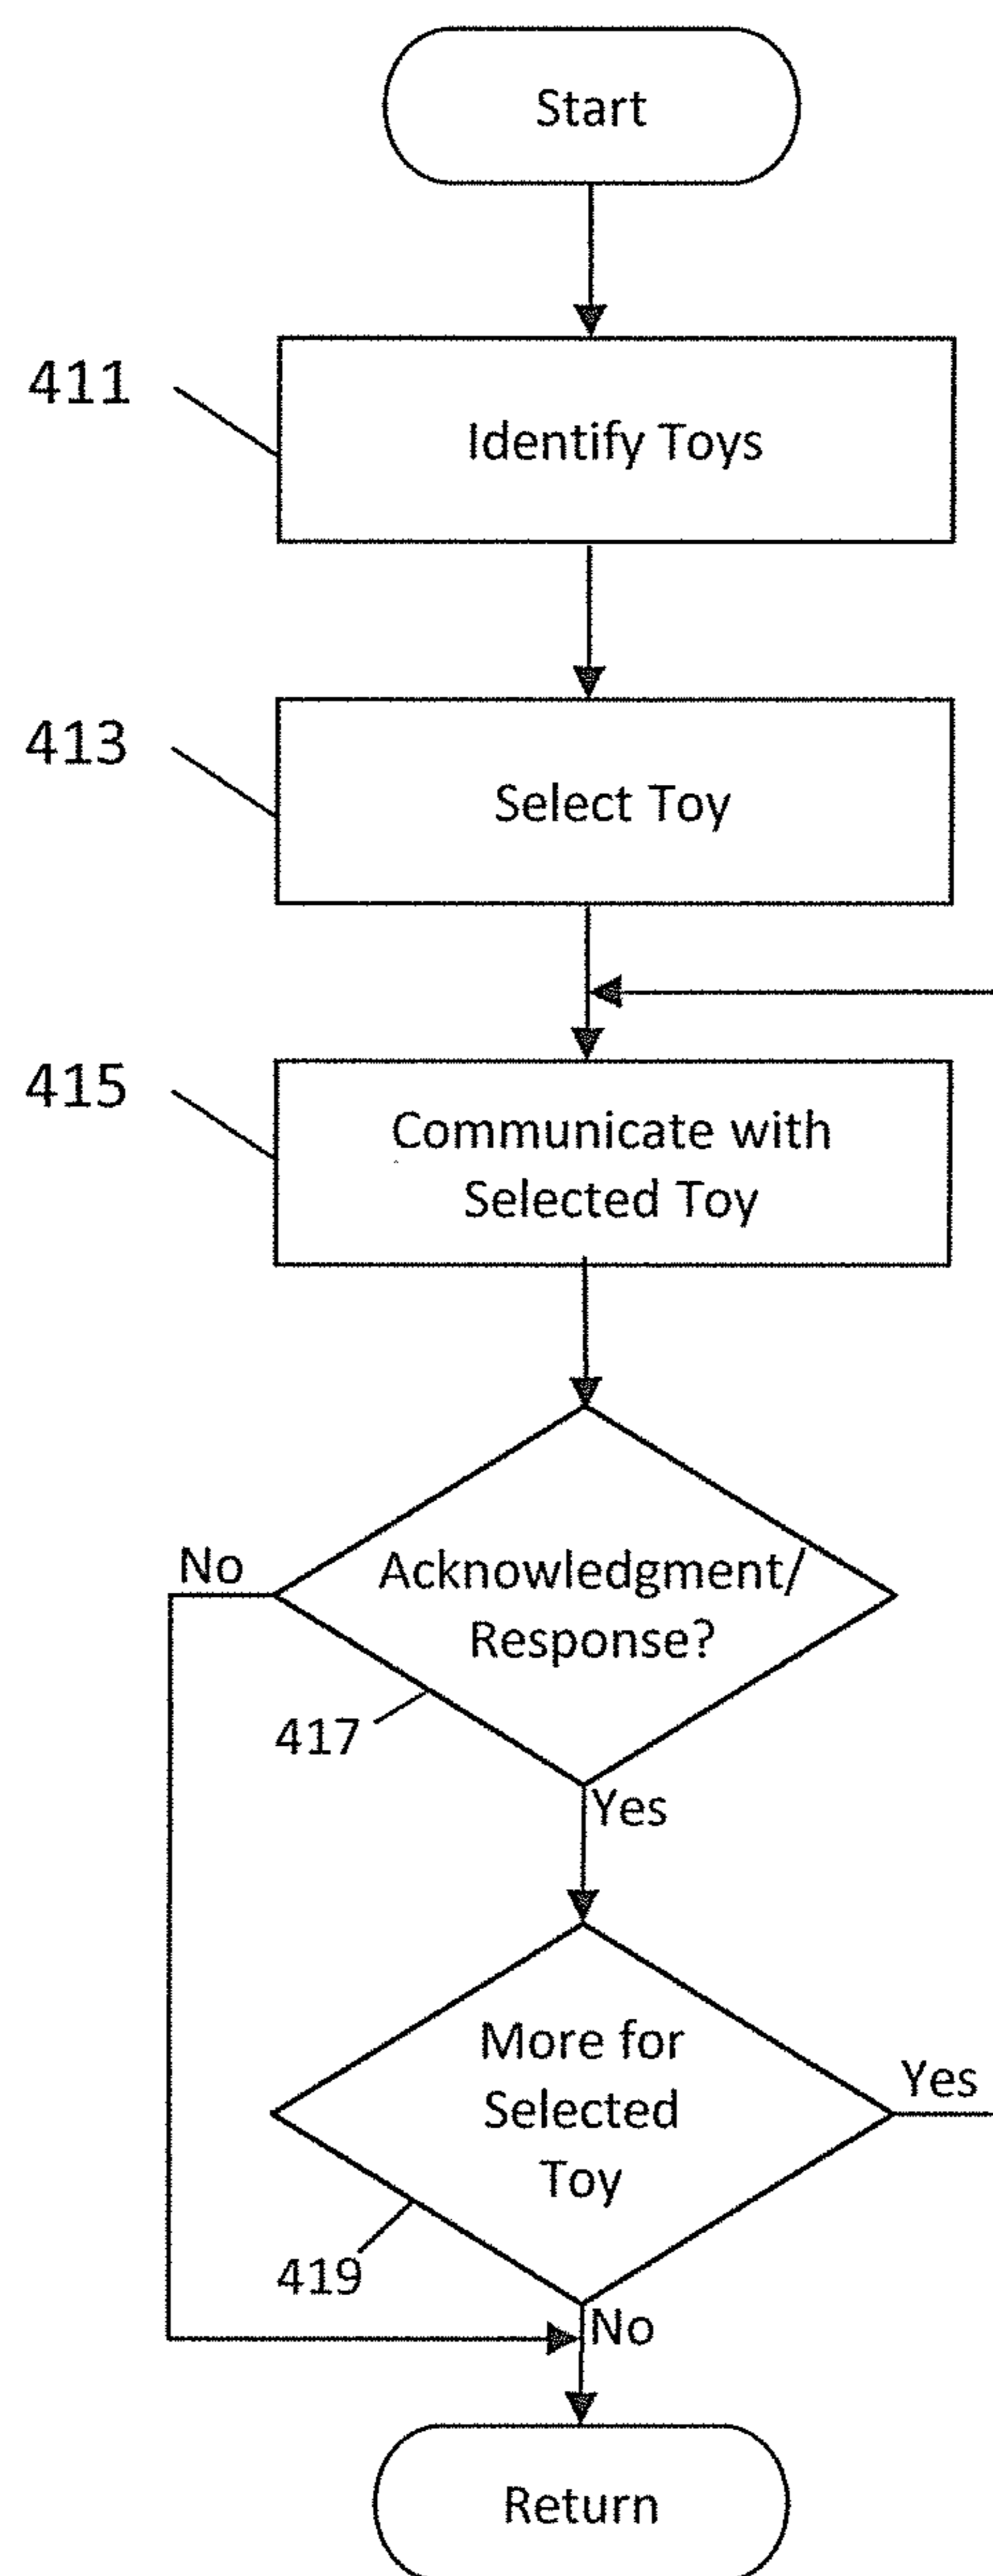 Start
411
Identify Toys
413
Select Toy
415
Communicate with
Selected Toy
No
Acknowledgment/
Response?
417
Yes
More for
Selected
Toy
Yes
419
No
Return